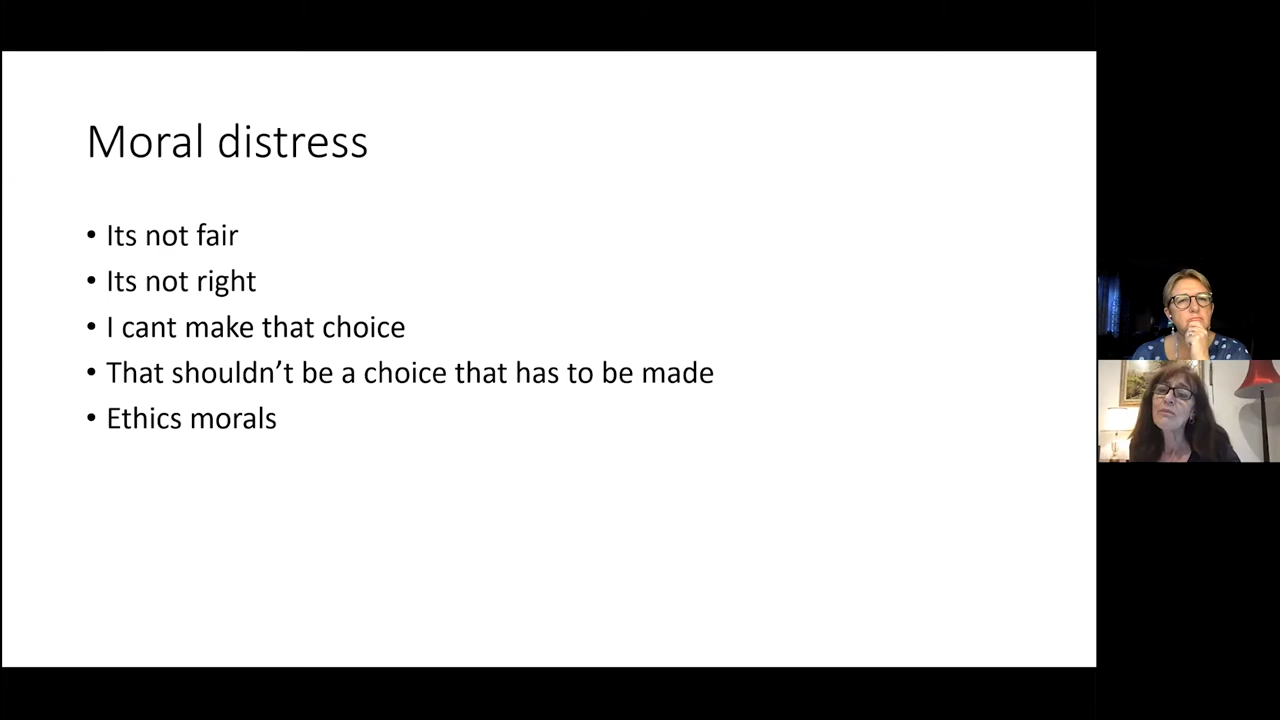 Moral distress
• Its not fair
• Its not right
• I cant make that choice
• That shouldn’t be a choice that has to be made
• Ethics morals